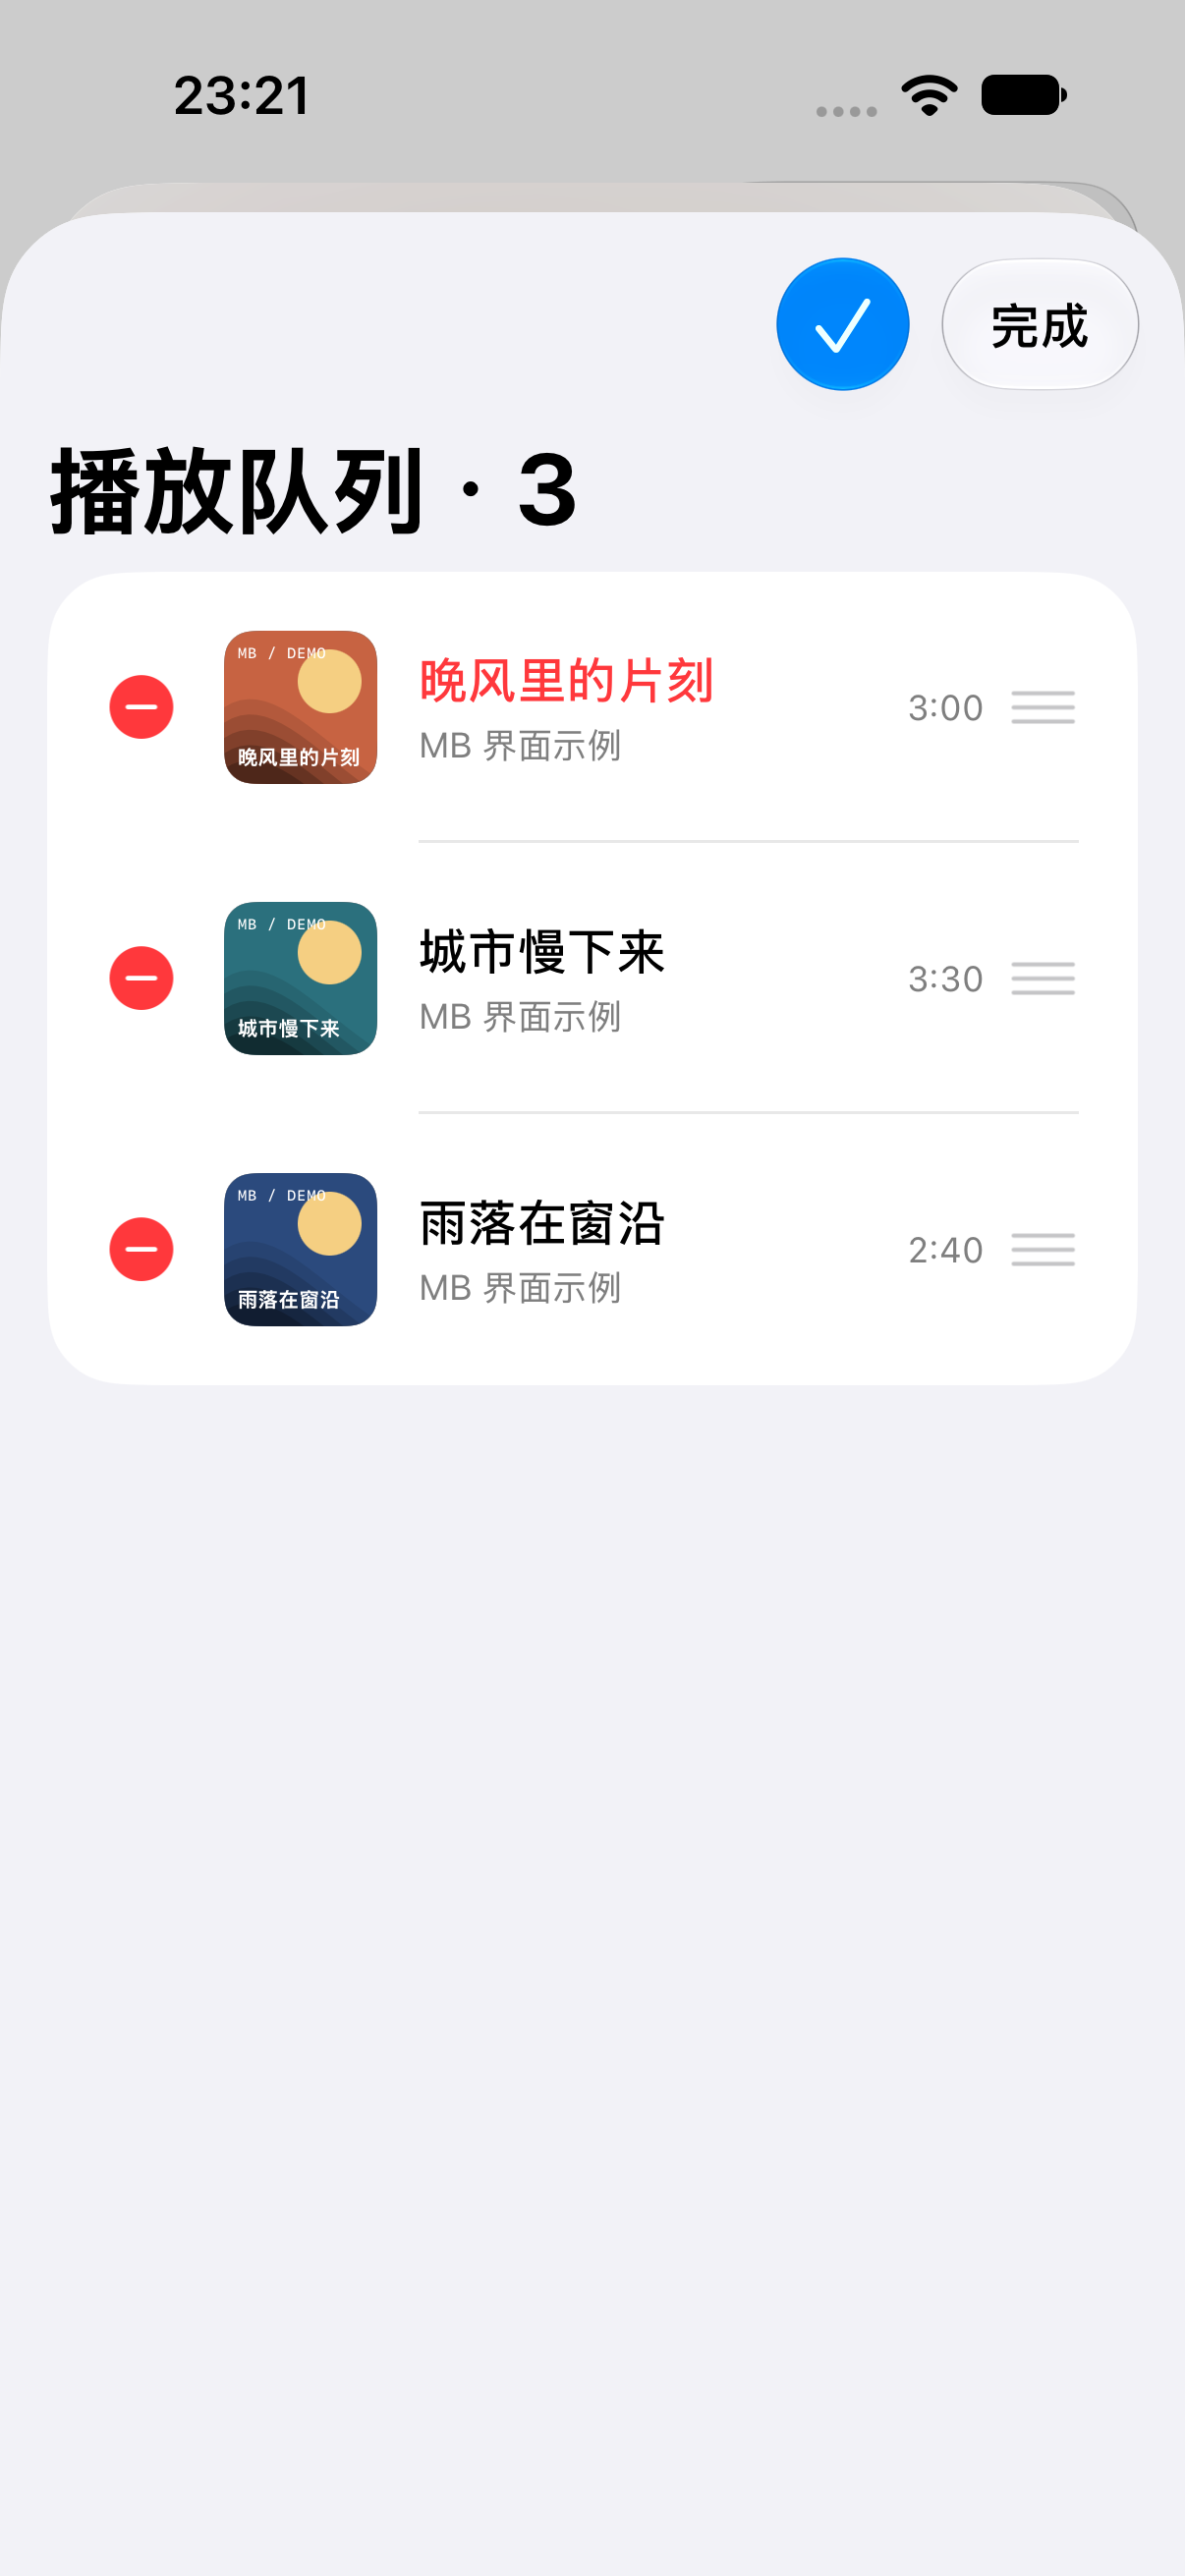 23:21
完成
播放队列 · 3
MB / DEMO
晚风里的片刻
晚风里的片刻
MB 界面示例
3:00
MB / DEMO
城市慢下来
城市慢下来
MB 界面示例
3:30
MB / DEMO
雨落在窗沿
雨落在窗沿
MB 界面示例
2:40